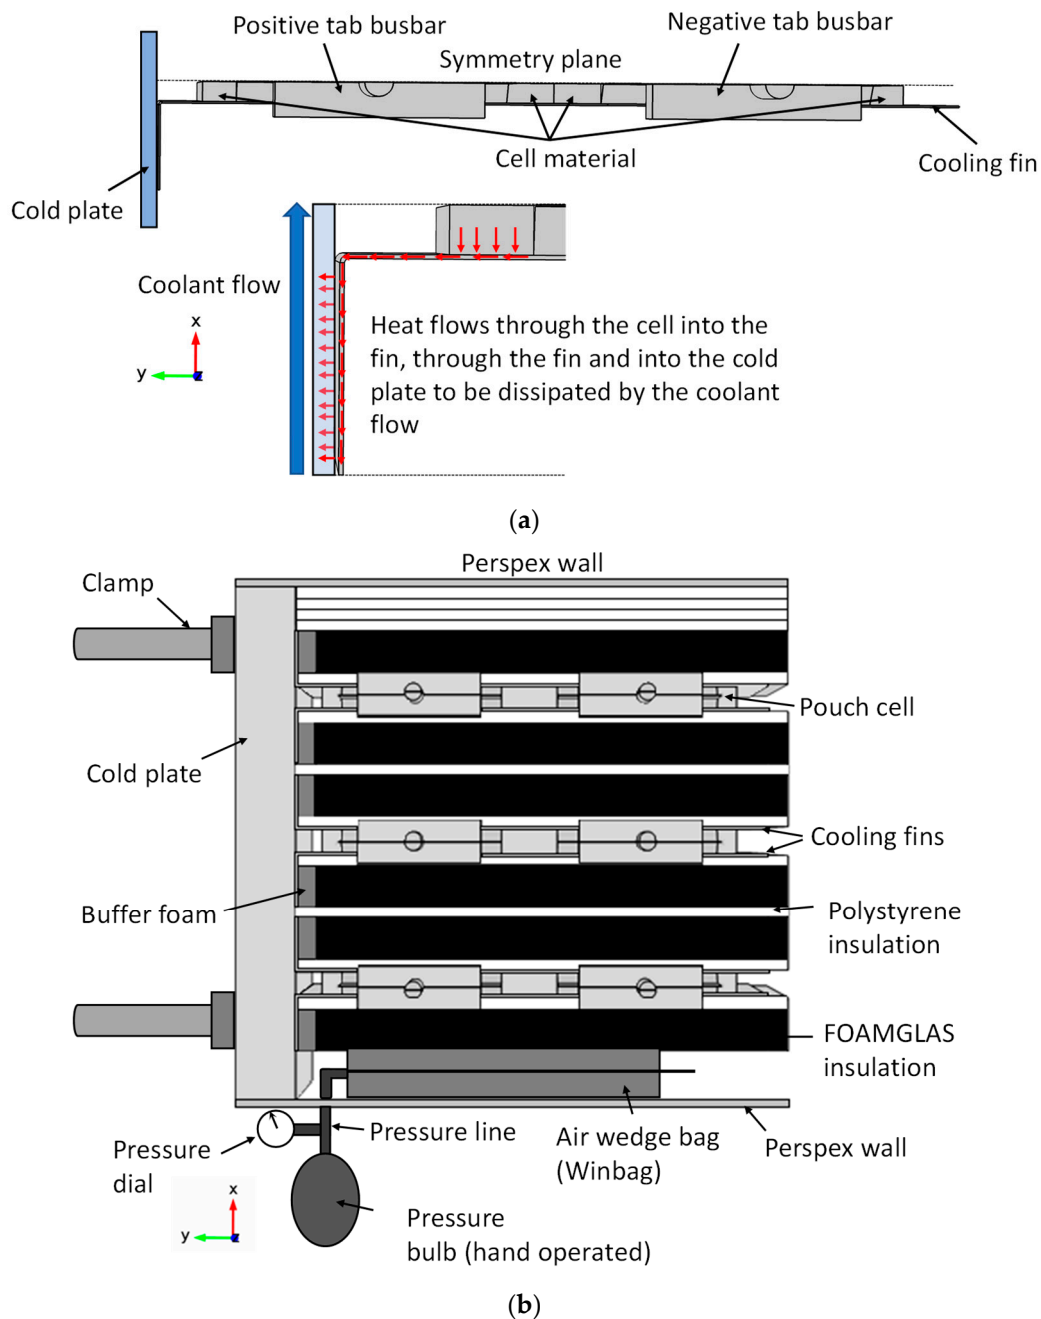 Positive tab busbar
Negative tab busbar
Symmetry plane
Cell material
Cooling fin
Cold plate
Coolant flow
x
y
z
Heat flows through the cell into the
fin, through the fin and into the cold
plate to be dissipated by the coolant
flow
(a)
Perspex wall
Clamp
Pouch cell
Cold plate
Cooling fins
Buffer foam
Polystyrene
insulation
FOAMGLAS
insulation
Pressure line
Air wedge bag
(Winbag)
Perspex wall
Pressure
dial
x
y
z
Pressure
bulb (hand operated)
(b)